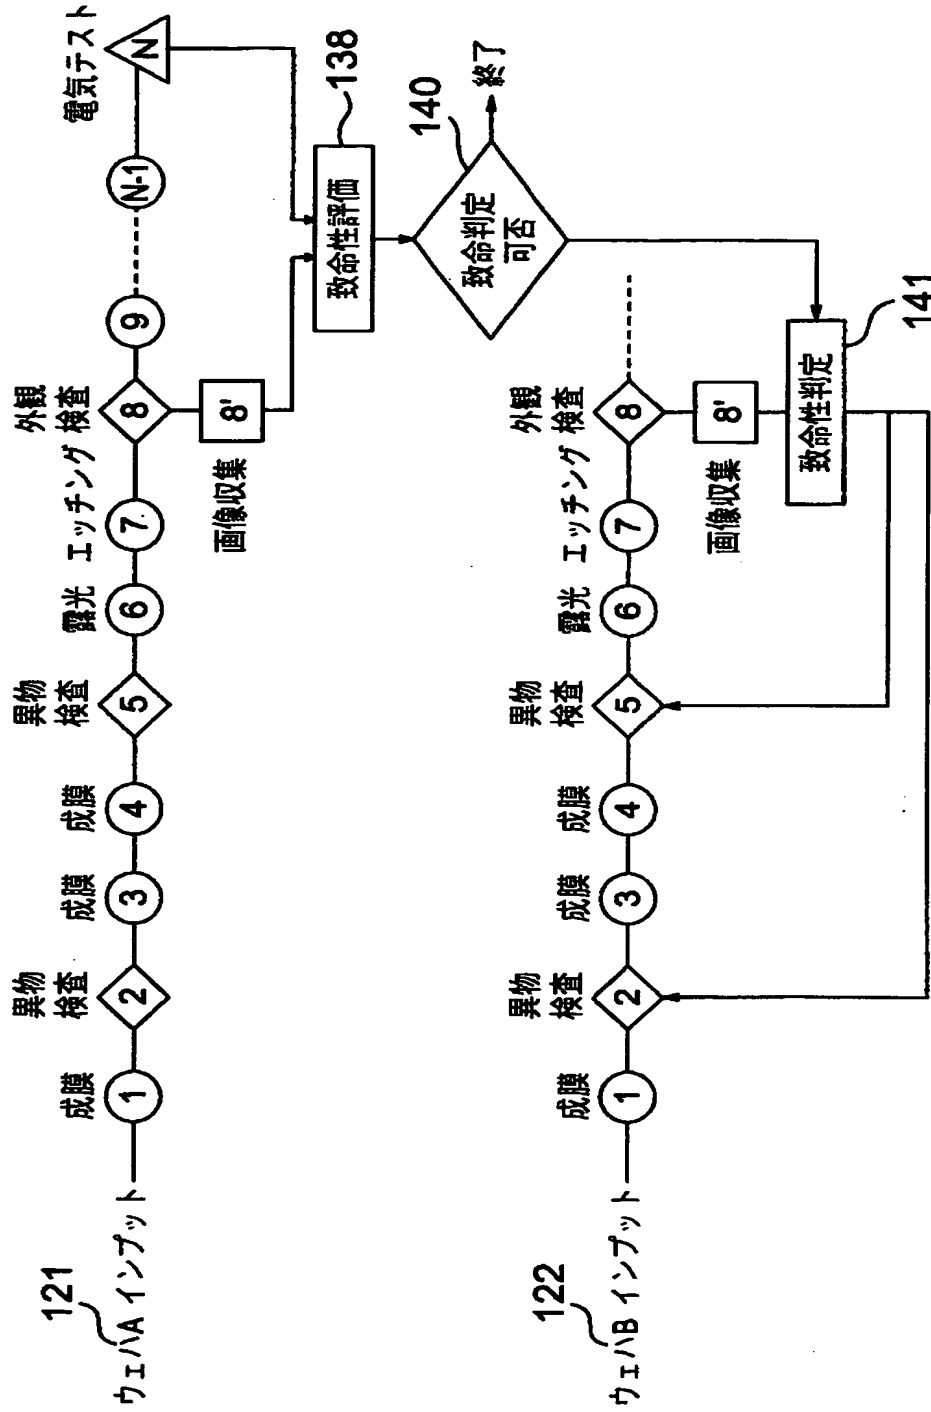 121
ウェハA インプット
成膜
1
異物
検査
2
成膜
3
成膜
4
異物
検査
5
露光
6
エッチング
7
外観
検査
8
8'
画像収集
9
N-1
電気テスト
N
致命性評価
138
致命判定
可否
140
終了
122
ウェハB インプット
成膜
1
異物
検査
2
成膜
3
成膜
4
異物
検査
5
露光
6
エッチング
7
外観
検査
8
8'
画像収集
致命性判定
141